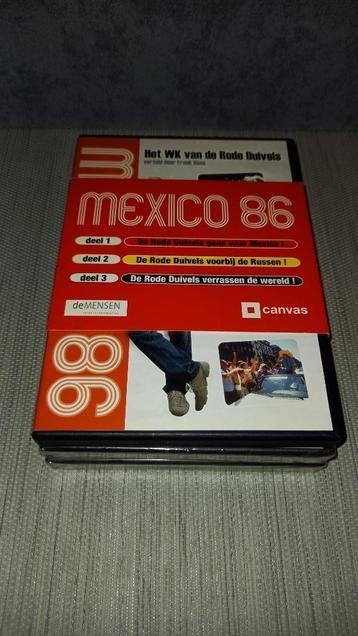 Het WK van de Rode Duivels
verteld door Frank Raes
MEXICO 86
deel 1 De Rode Duivels gaan naar Mexico !
deel 2 De Rode Duivels voorbij de Russen !
deel 3 De Rode Duivels verrassen de wereld !
deMENSEN
canvas
86